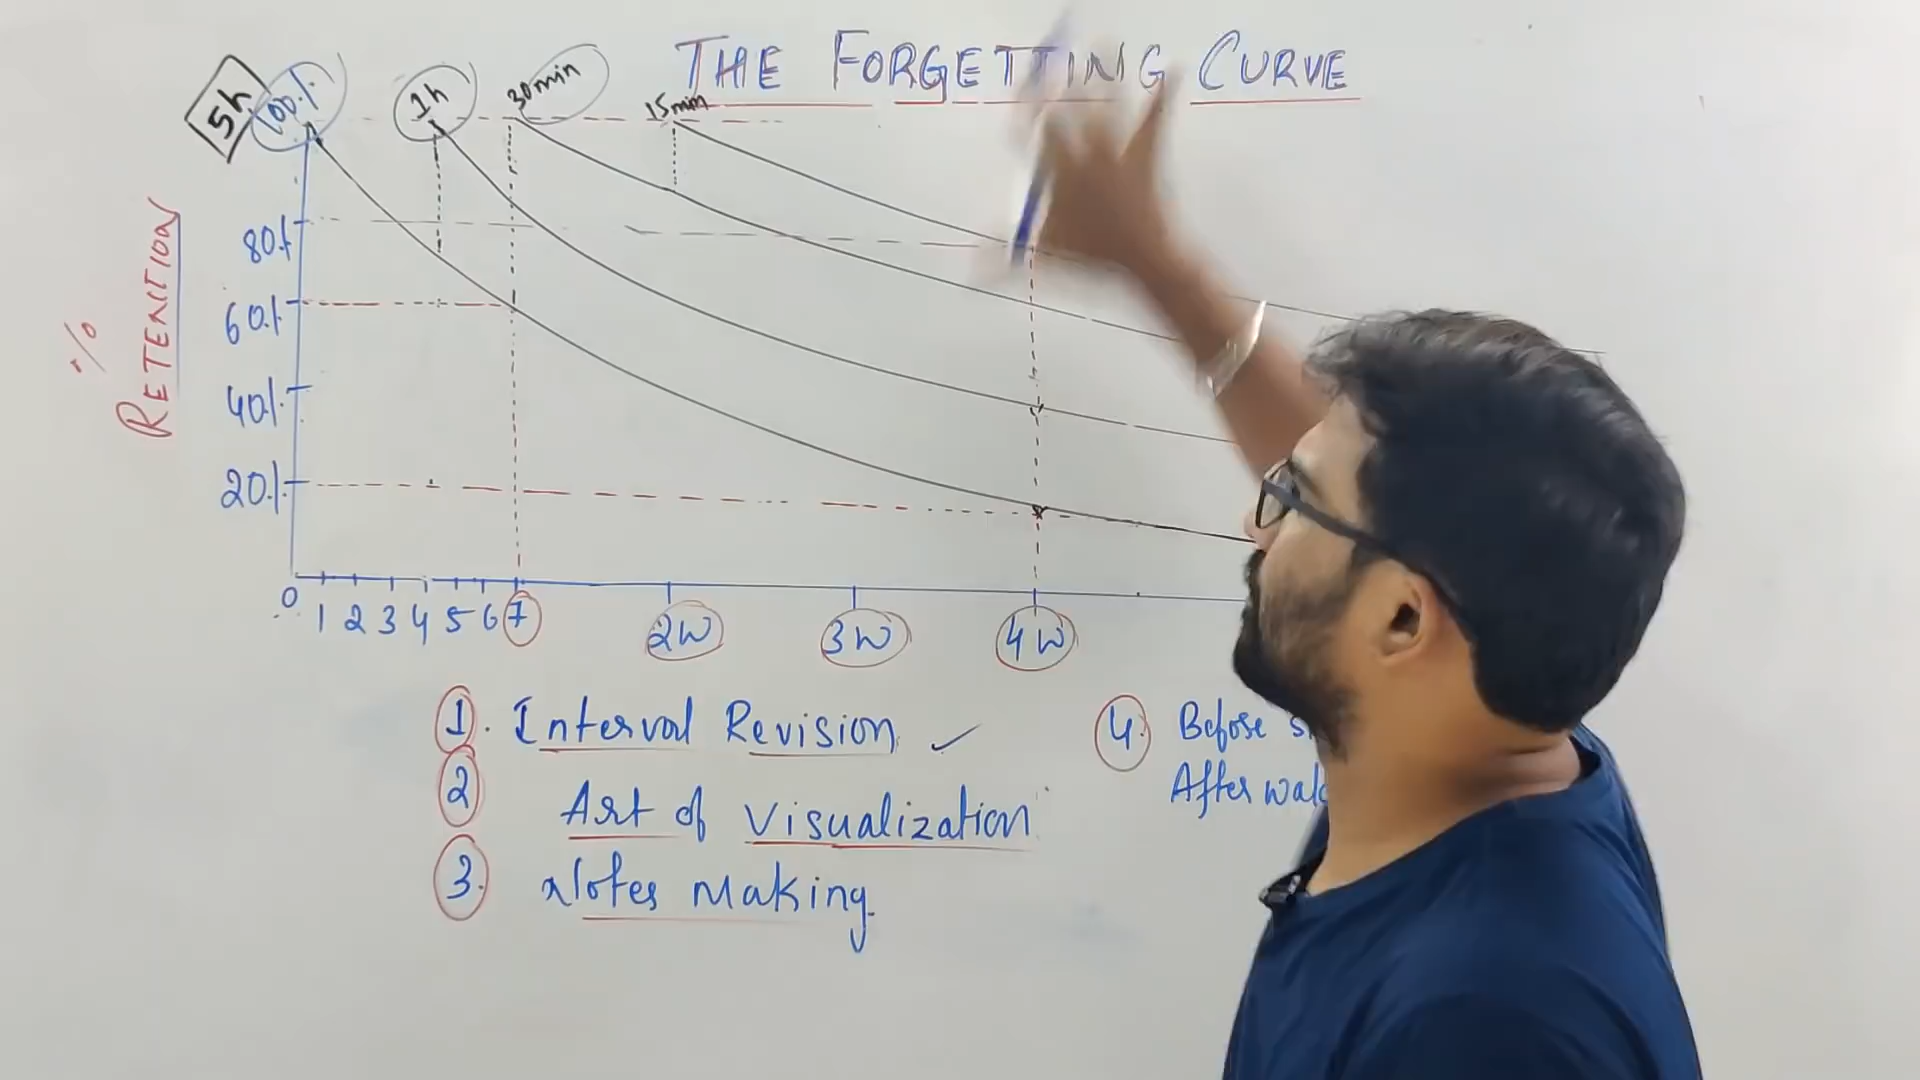 THE FORGETTING CURVE
5h 100% 1h 30min 15min
% RETENTION
80%
60%
40%
20%
0 1 2 3 4 5 6 7 2W 3W 4W
1. Interval Revision ✓
2 Art of Visualization
3. Notes Making
4. Before
After